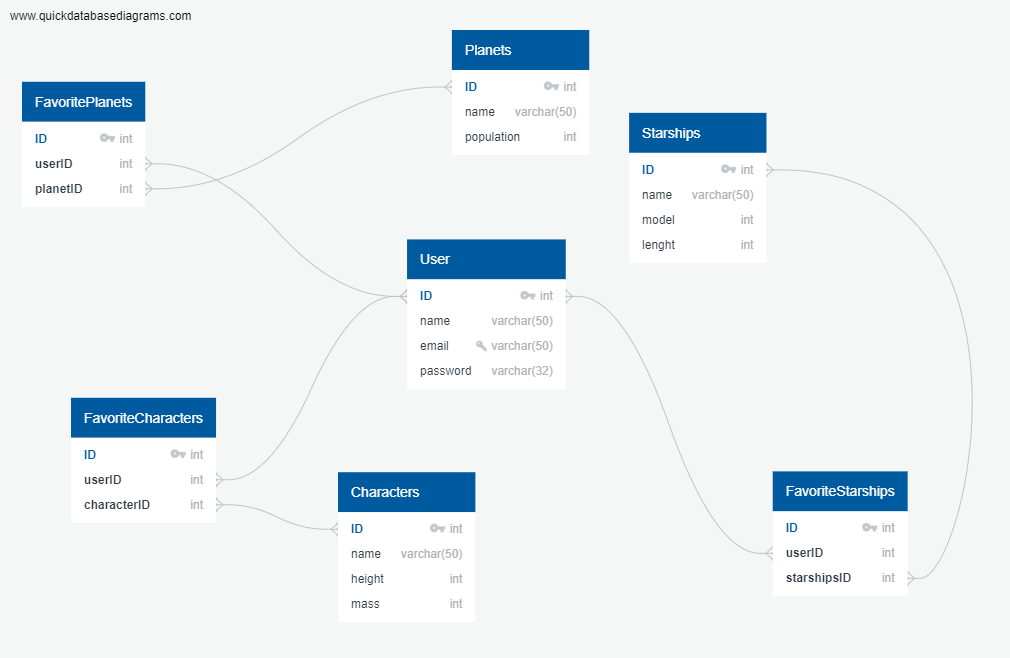 www.quickdatabasediagrams.com
Planets
ID int
name varchar(50)
population int
FavoritePlanets
ID int
userID int
planetID int
Starships
ID int
name varchar(50)
model int
lenght int
User
ID int
name varchar(50)
email varchar(50)
password varchar(32)
FavoriteCharacters
ID int
userID int
characterID int
Characters
ID int
name varchar(50)
height int
mass int
FavoriteStarships
ID int
userID int
starshipsID int